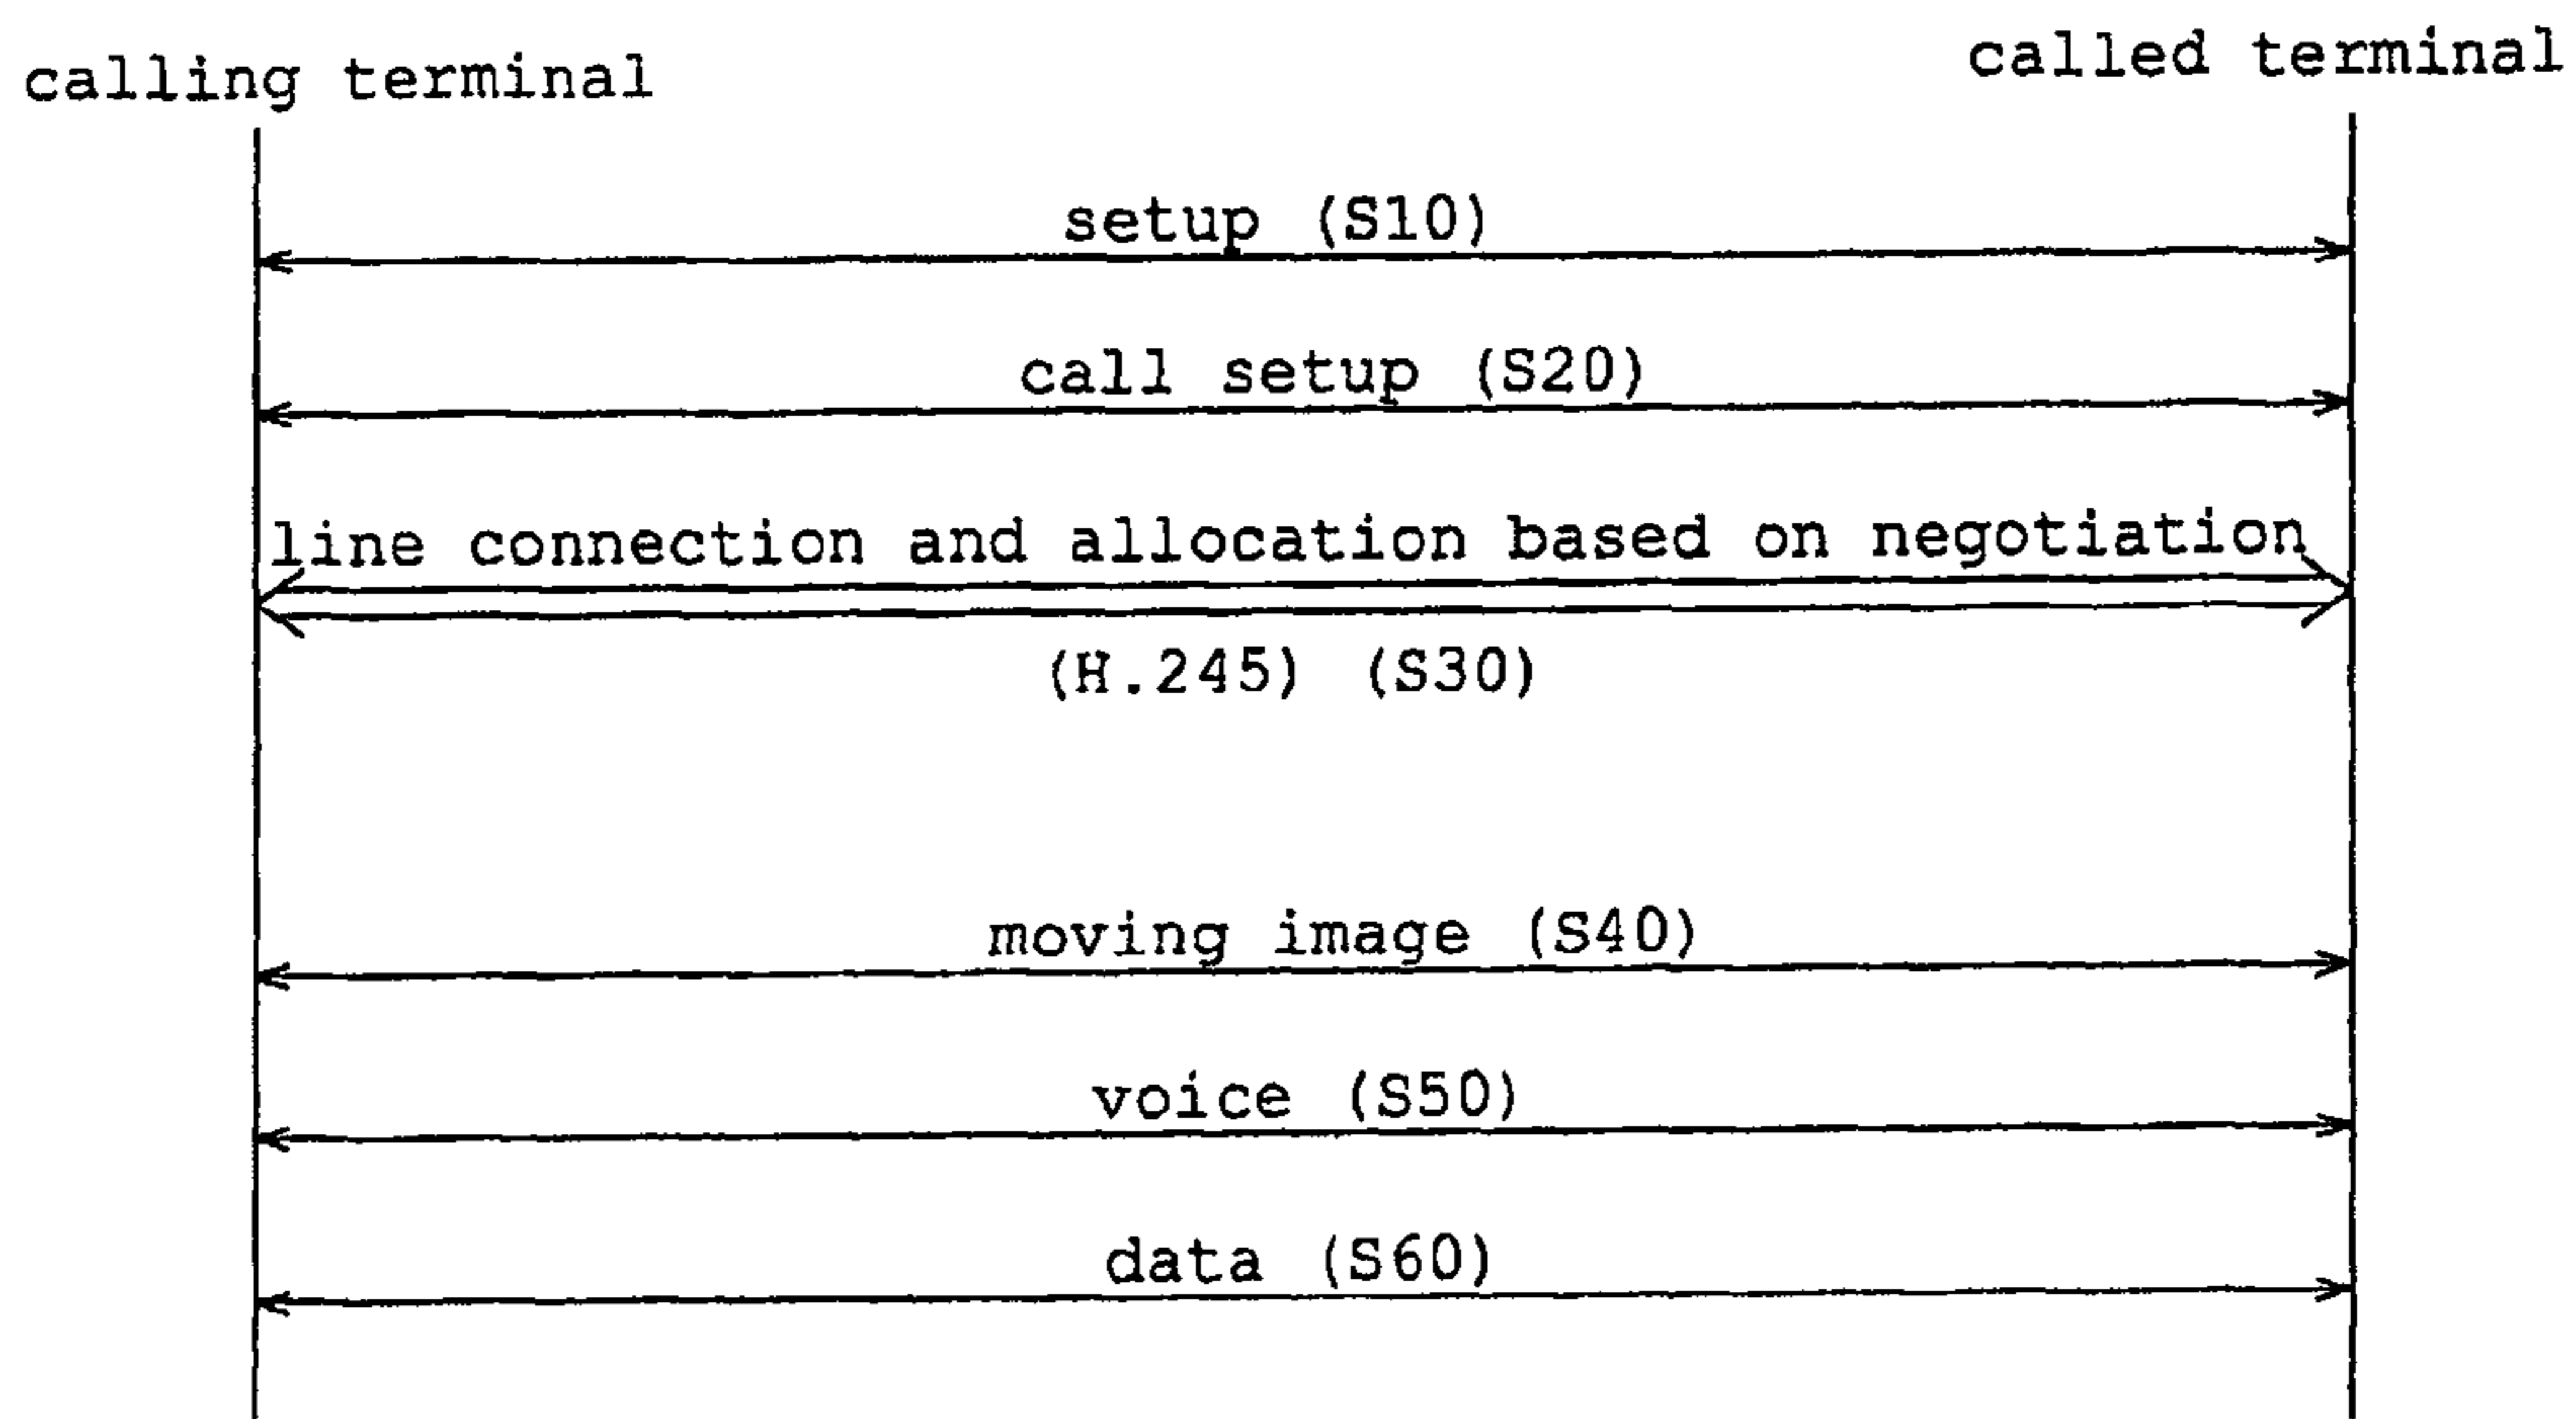 calling terminal
called terminal
setup (S10)
call setup (S20)
line connection and allocation based on negotiation
(H.245) (S30)
moving image (S40)
voice (S50)
data (S60)